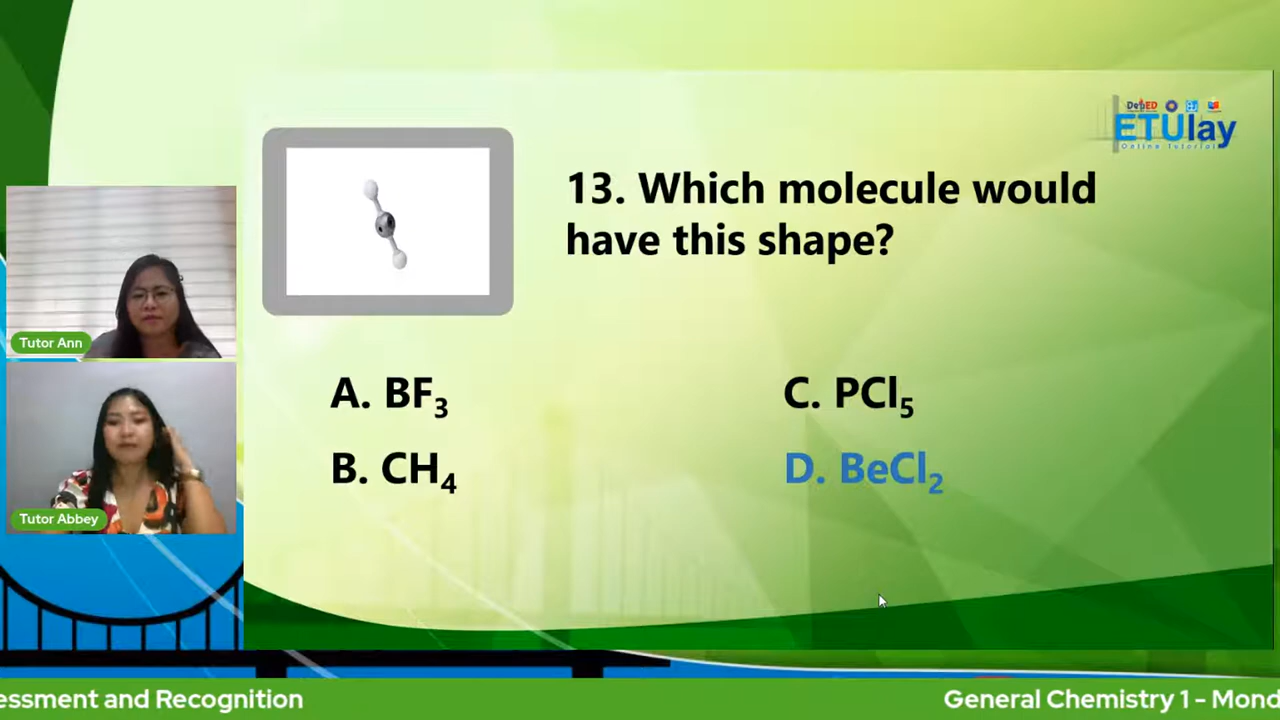 DepED
ETUlay
Online Tutorial
13. Which molecule would
have this shape?
A. BF₃
C. PCl₅
B. CH₄
D. BeCl₂
Tutor Ann
Tutor Abbey
essment and Recognition
General Chemistry 1 - Mond